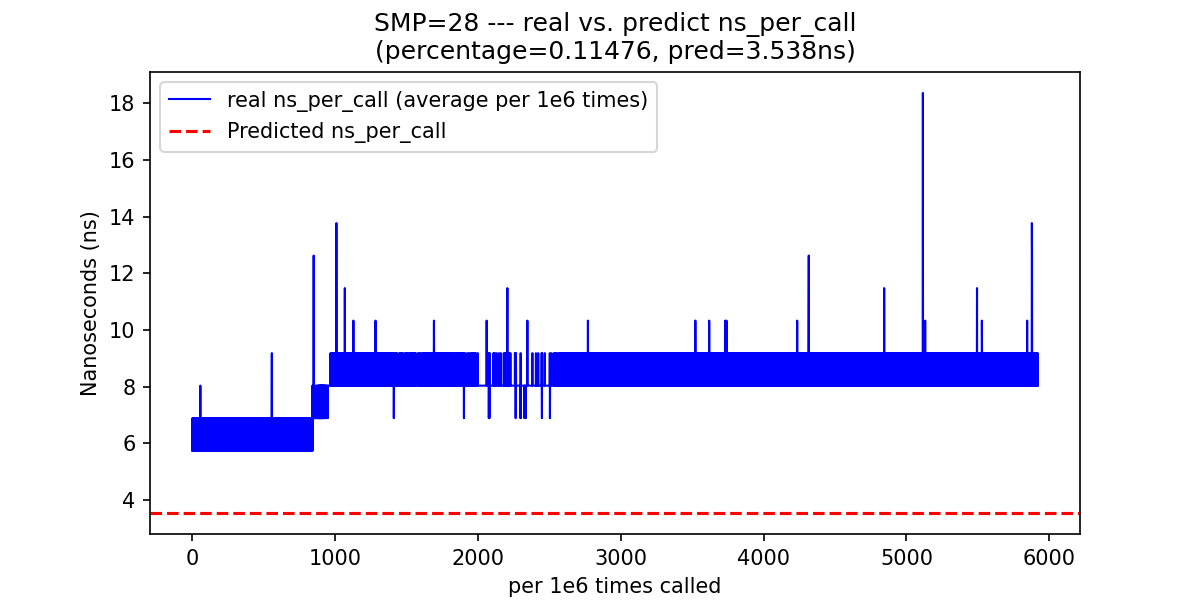 SMP=28 --- real vs. predict ns_per_call
(percentage=0.11476, pred=3.538ns)
real ns_per_call (average per 1e6 times)
Predicted ns_per_call
Nanoseconds (ns)
18
16
14
12
10
8
6
4
0 1000 2000 3000 4000 5000 6000
per 1e6 times called